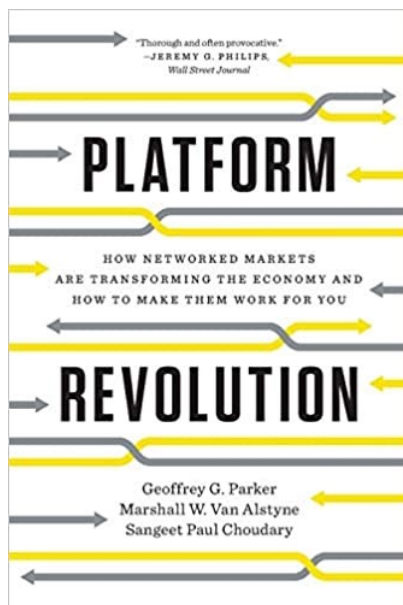 "Thorough and often provocative."
—JEREMY G. PHILIPS,
Wall Street Journal
PLATFORM
HOW NETWORKED MARKETS
ARE TRANSFORMING THE ECONOMY AND
HOW TO MAKE THEM WORK FOR YOU
REVOLUTION
Geoffrey G. Parker
Marshall W. Van Alstyne
Sangeet Paul Choudary